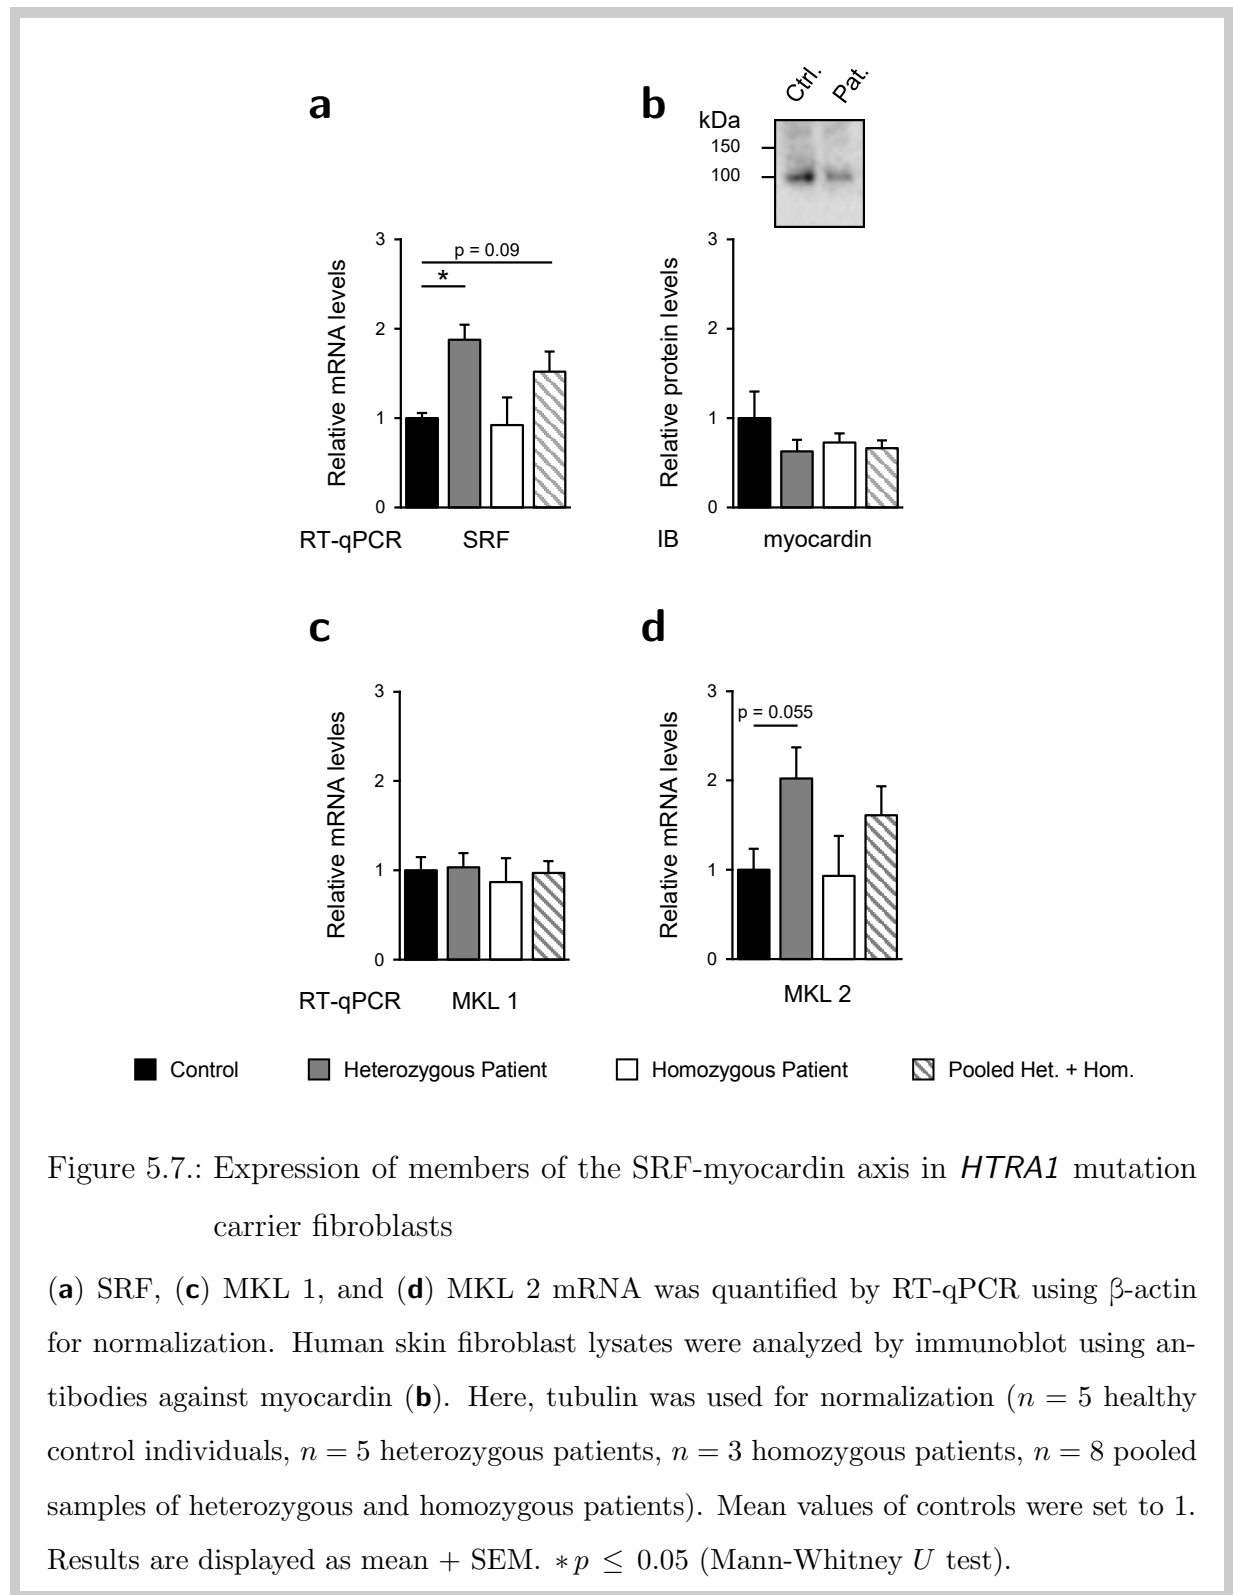 a
3
2
1
0
Relative mRNA levels
p = 0.09
*
RT-qPCR SRF
b
Ctrl.
Pat.
kDa
150
100
3
2
1
0
Relative protein levels
IB myocardin
c
3
2
1
0
Relative mRNA levles
RT-qPCR MKL 1
d
3
2
1
0
Relative mRNA levels
p = 0.055
MKL 2
Control Heterozygous Patient Homozygous Patient Pooled Het. + Hom.
Figure 5.7.: Expression of members of the SRF-myocardin axis in HTRA1 mutation
carrier fibroblasts
(a) SRF, (c) MKL 1, and (d) MKL 2 mRNA was quantified by RT-qPCR using β-actin
for normalization. Human skin fibroblast lysates were analyzed by immunoblot using an-
tibodies against myocardin (b). Here, tubulin was used for normalization (n = 5 healthy
control individuals, n = 5 heterozygous patients, n = 3 homozygous patients, n = 8 pooled
samples of heterozygous and homozygous patients). Mean values of controls were set to 1.
Results are displayed as mean + SEM. *p ≤ 0.05 (Mann-Whitney U test).